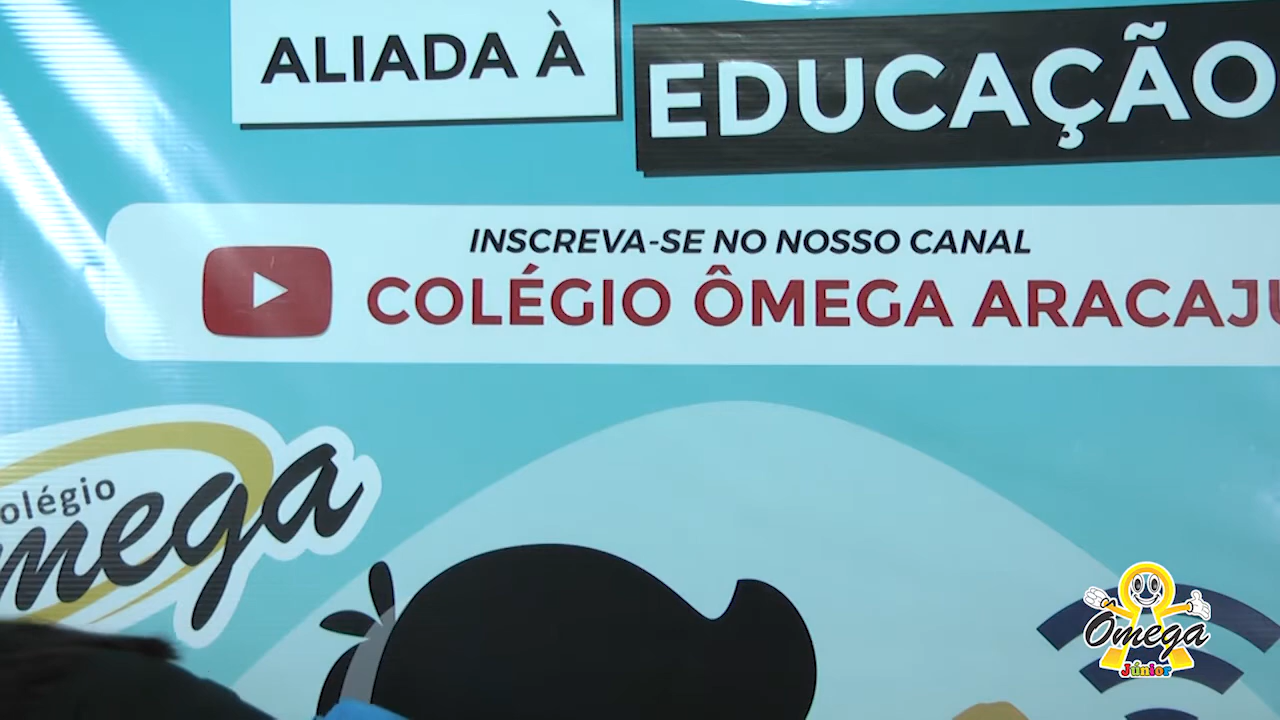 ALIADA À
EDUCAÇÃO
INSCREVA-SE NO NOSSO CANAL
COLÉGIO ÔMEGA ARACAJU
olégio
mega
Ômega
Júnior